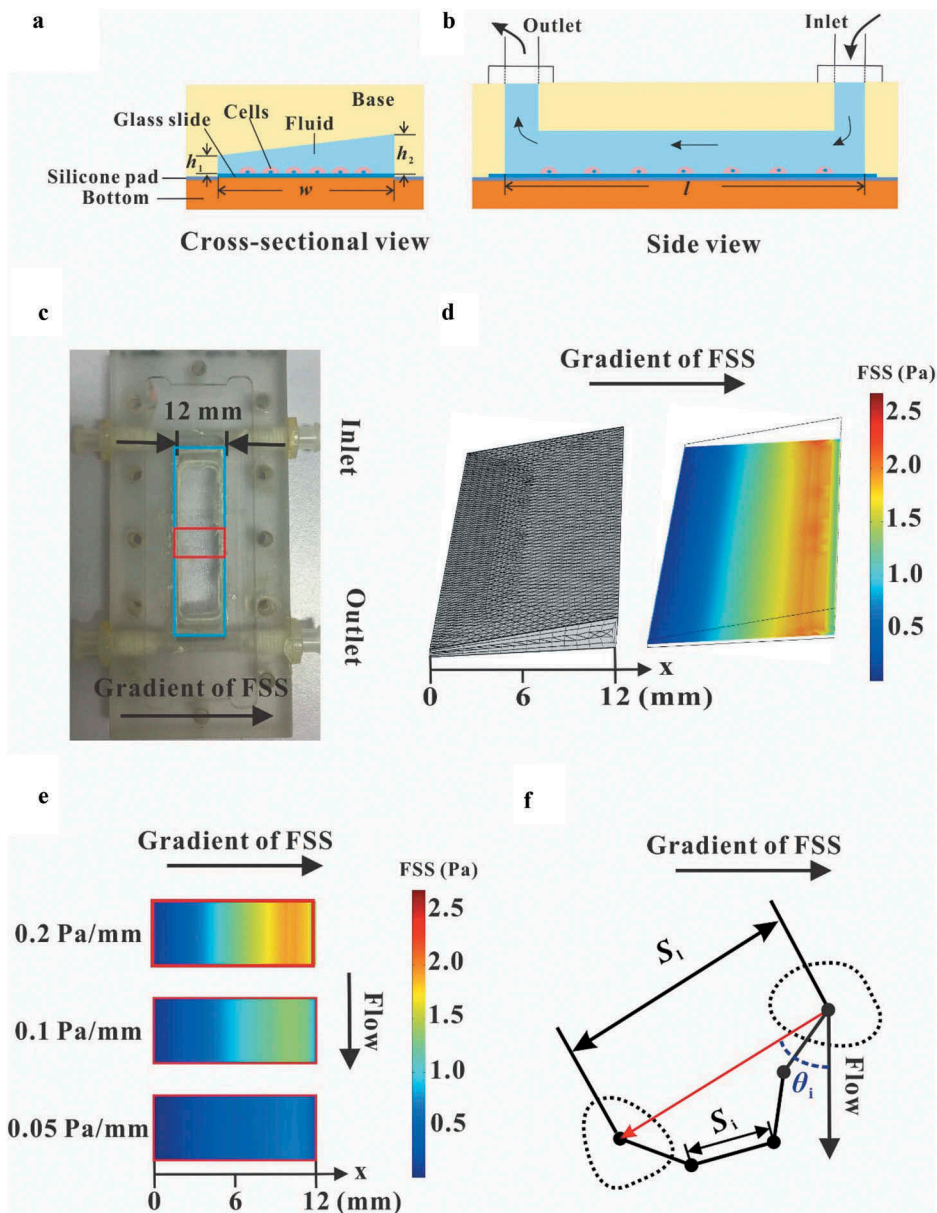 a
Glass slide
Cells
Fluid
Base
h₁
h₂
Silicone pad
Bottom
w
Cross-sectional view
b
Outlet
Inlet
l
Side view
c
12 mm
Inlet
Outlet
Gradient of FSS
d
Gradient of FSS
FSS (Pa)
2.5
2.0
1.5
1.0
0.5
x
0 6 12 (mm)
e
Gradient of FSS
FSS (Pa)
0.2 Pa/mm
0.1 Pa/mm
0.05 Pa/mm
Flow
2.5
2.0
1.5
1.0
0.5
x
0 6 12 (mm)
f
Gradient of FSS
Sₗ
Sᵢ
θᵢ
Flow